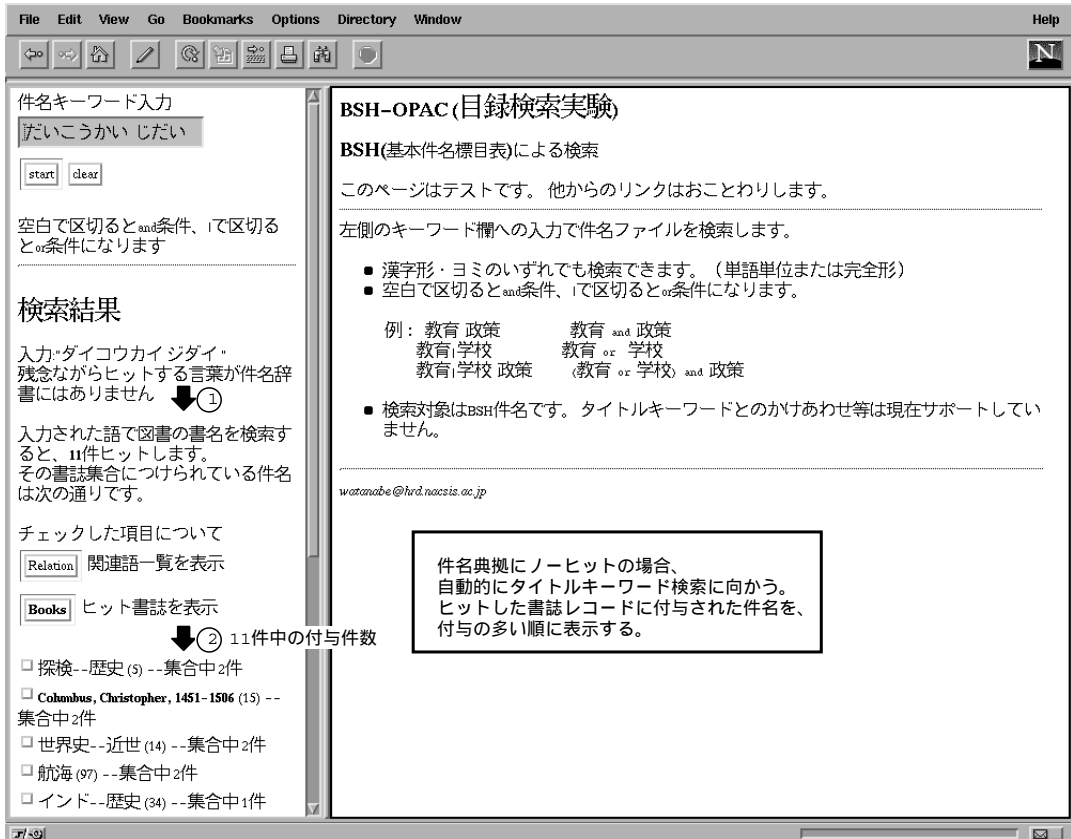 File Edit View Go Bookmarks Options Directory Window Help
N
件名キーワード入力
だいこうかい じだい
start clear
空白で区切るとand条件、|で区切る
とor条件になります
検索結果
入力:"ダイコウカイ ジダイ "
残念ながらヒットする言葉が件名辞
書にはありません
1
入力された語で図書の書名を検索す
ると、11件ヒットします。
その書誌集合につけられている件名
は次の通りです。
チェックした項目について
Relation 関連語一覧を表示
Books ヒット書誌を表示
2 11件中の付与件数
探検--歴史 (5) --集合中2件
Columbus, Christopher, 1451-1506 (15) --
集合中2件
世界史--近世 (14) --集合中2件
航海 (97) --集合中2件
インド--歴史 (34) --集合中1件
BSH-OPAC (目録検索実験)
BSH(基本件名標目表)による検索
このページはテストです。 他からのリンクはおことわりします。
左側のキーワード欄への入力で件名ファイルを検索します。
漢字形・ヨミのいずれでも検索できます。（単語単位または完全形）
空白で区切るとand条件、|で区切るとor条件になります。
例： 教育 政策 教育 and 政策
教育|学校 教育 or 学校
教育|学校 政策 (教育 or 学校) and 政策
検索対象はBSH件名です。 タイトルキーワードとのかけあわせ等は現在サポートしてい
ません。
watanabe@hrd.nacsis.ac.jp
件名典拠にノーヒットの場合、
自動的にタイトルキーワード検索に向かう。
ヒットした書誌レコードに付与された件名を、
付与の多い順に表示する。